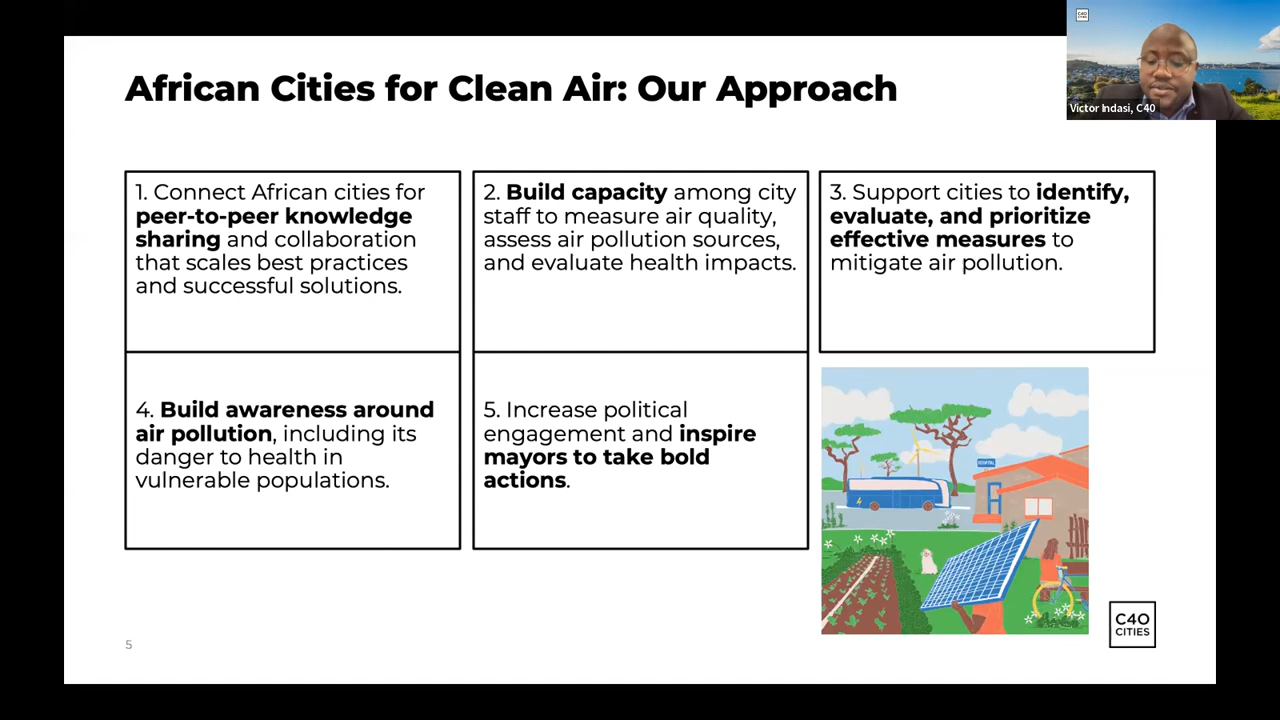 C40
CITIES
Victor Indasi, C40
African Cities for Clean Air: Our Approach
1. Connect African cities for
peer-to-peer knowledge
sharing and collaboration
that scales best practices
and successful solutions.
2. Build capacity among city
staff to measure air quality,
assess air pollution sources,
and evaluate health impacts.
3. Support cities to identify,
evaluate, and prioritize
effective measures to
mitigate air pollution.
4. Build awareness around
air pollution, including its
danger to health in
vulnerable populations.
5. Increase political
engagement and inspire
mayors to take bold
actions.
HOSPITAL
5
C40
CITIES